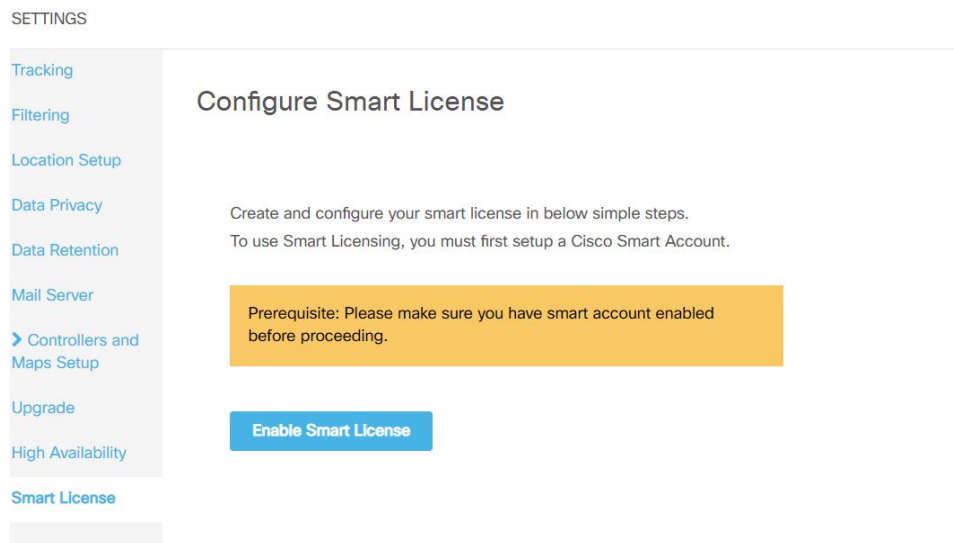 SETTINGS
Tracking
Filtering
Location Setup
Data Privacy
Data Retention
Mail Server
Controllers and
Maps Setup
Upgrade
High Availability
Smart License
Configure Smart License
Create and configure your smart license in below simple steps.
To use Smart Licensing, you must first setup a Cisco Smart Account.
Prerequisite: Please make sure you have smart account enabled
before proceeding.
Enable Smart License